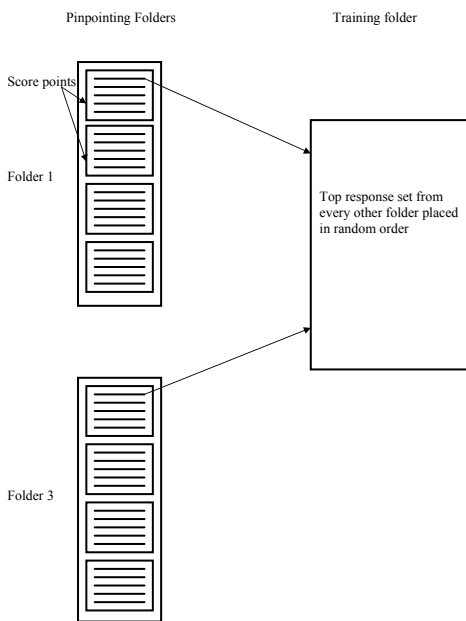 Pinpointing Folders
Training folder
Score points
Folder 1
Top response set from
every other folder placed
in random order
Folder 3